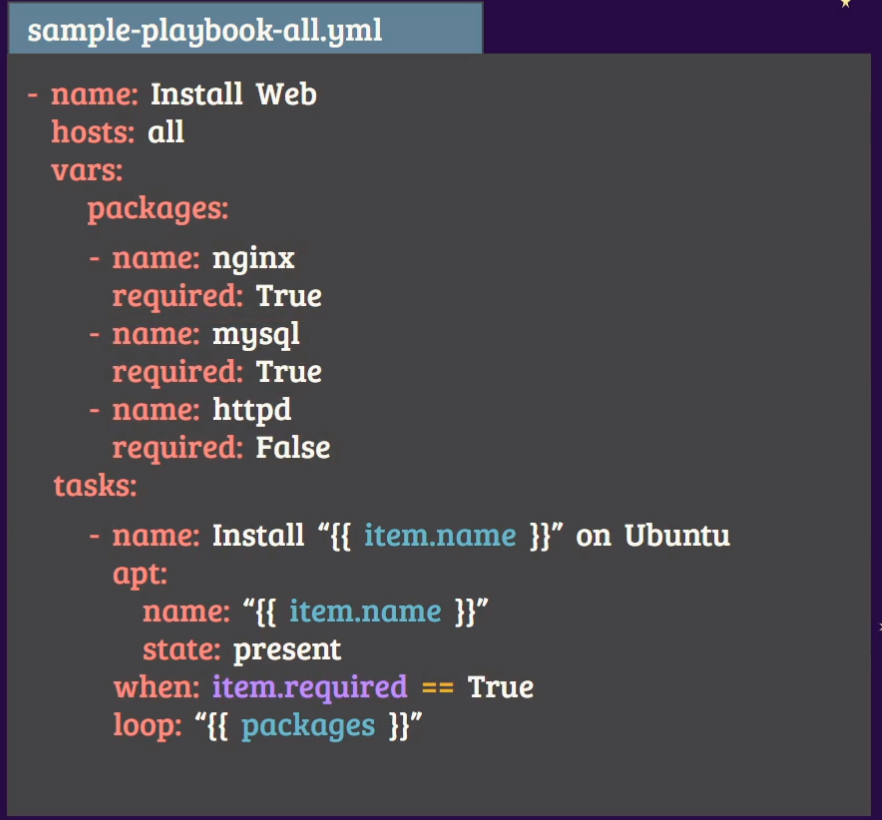 sample-playbook-all.yml
- name: Install Web
hosts: all
vars:
packages:
- name: nginx
required: True
- name: mysql
required: True
- name: httpd
required: False
tasks:
- name: Install “{{ item.name }}” on Ubuntu
apt:
name: “{{ item.name }}”
state: present
when: item.required == True
loop: “{{ packages }}”